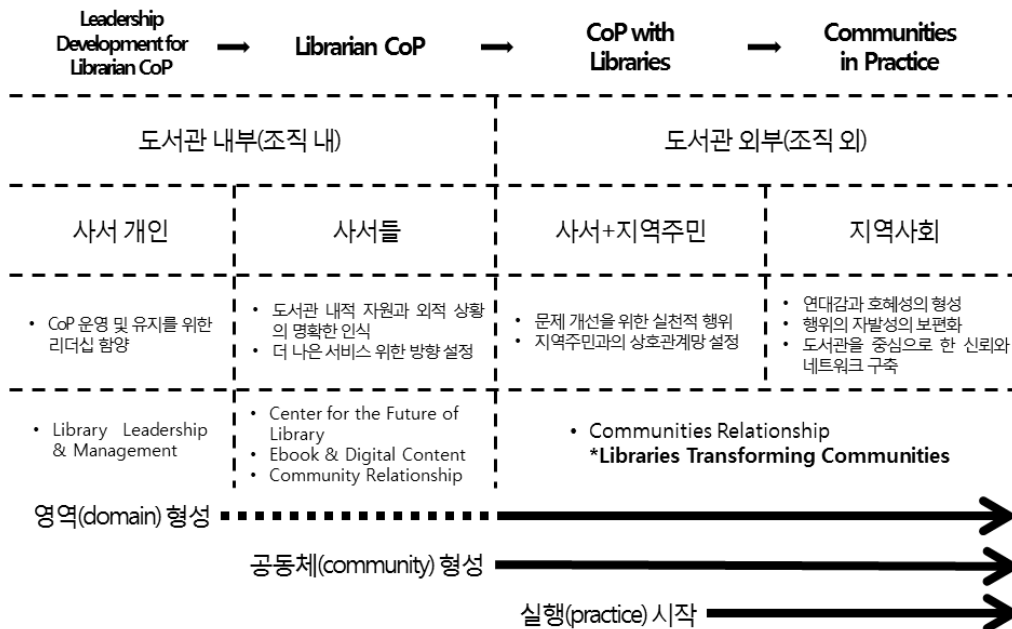 Leadership
Development for
Librarian CoP
Librarian CoP
CoP with
Libraries
Communities
in Practice
도서관 내부(조직 내)
도서관 외부(조직 외)
사서 개인
사서들
사서+지역주민
지역사회
• CoP 운영 및 유지를 위한
리더십 함양
• 도서관 내적 자원과 외적 상황
의 명확한 인식
• 더 나은 서비스 위한 방향 설정
• 문제 개선을 위한 실천적 행위
• 지역주민과의 상호관계망 설정
• 연대감과 호혜성의 형성
• 행위의 자발성의 보편화
• 도서관을 중심으로 한 신뢰와
네트워크 구축
• Library Leadership
& Management
• Center for the Future of
Library
• Ebook & Digital Content
• Community Relationship
• Communities Relationship
*Libraries Transforming Communities
영역(domain) 형성
공동체(community) 형성
실행(practice) 시작